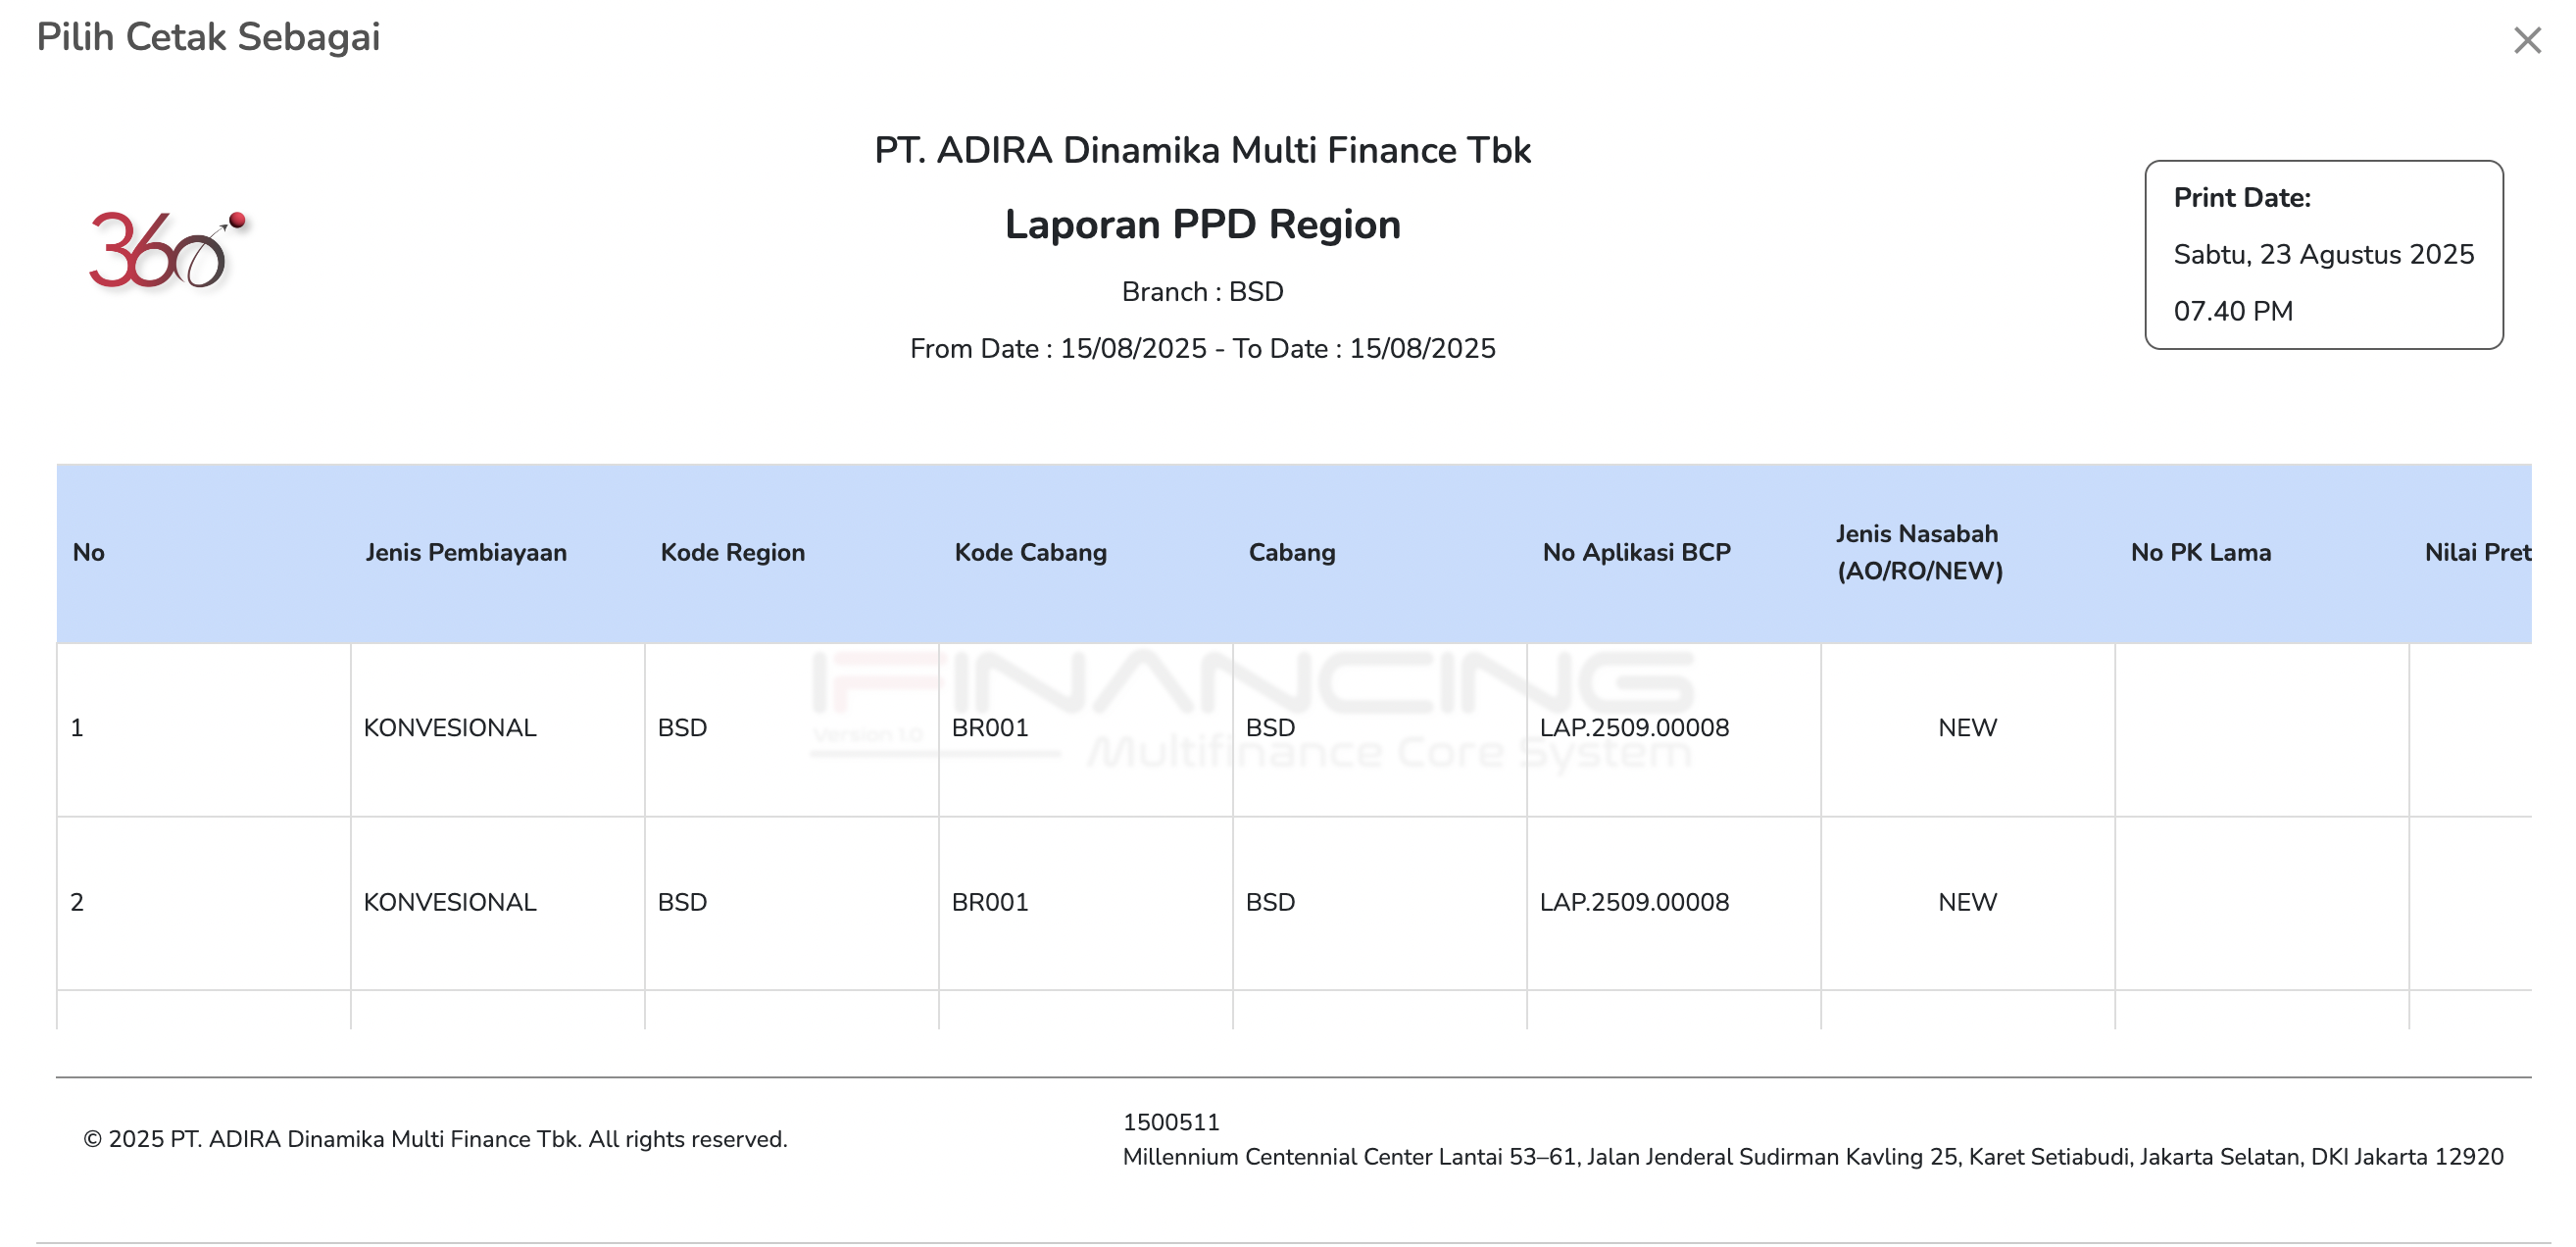 Pilih Cetak Sebagai
PT. ADIRA Dinamika Multi Finance Tbk
360
Laporan PPD Region
Branch : BSD
From Date : 15/08/2025 - To Date : 15/08/2025
Print Date:
Sabtu, 23 Agustus 2025
07.40 PM
No Jenis Pembiayaan Kode Region Kode Cabang Cabang No Aplikasi BCP Jenis Nasabah (AO/RO/NEW) No PK Lama Nilai Pret
IFINANCING
Version 1.0
Multifinance Core System
1 KONVESIONAL BSD BR001 BSD LAP.2509.00008 NEW
2 KONVESIONAL BSD BR001 BSD LAP.2509.00008 NEW
© 2025 PT. ADIRA Dinamika Multi Finance Tbk. All rights reserved.
1500511
Millennium Centennial Center Lantai 53–61, Jalan Jenderal Sudirman Kavling 25, Karet Setiabudi, Jakarta Selatan, DKI Jakarta 12920